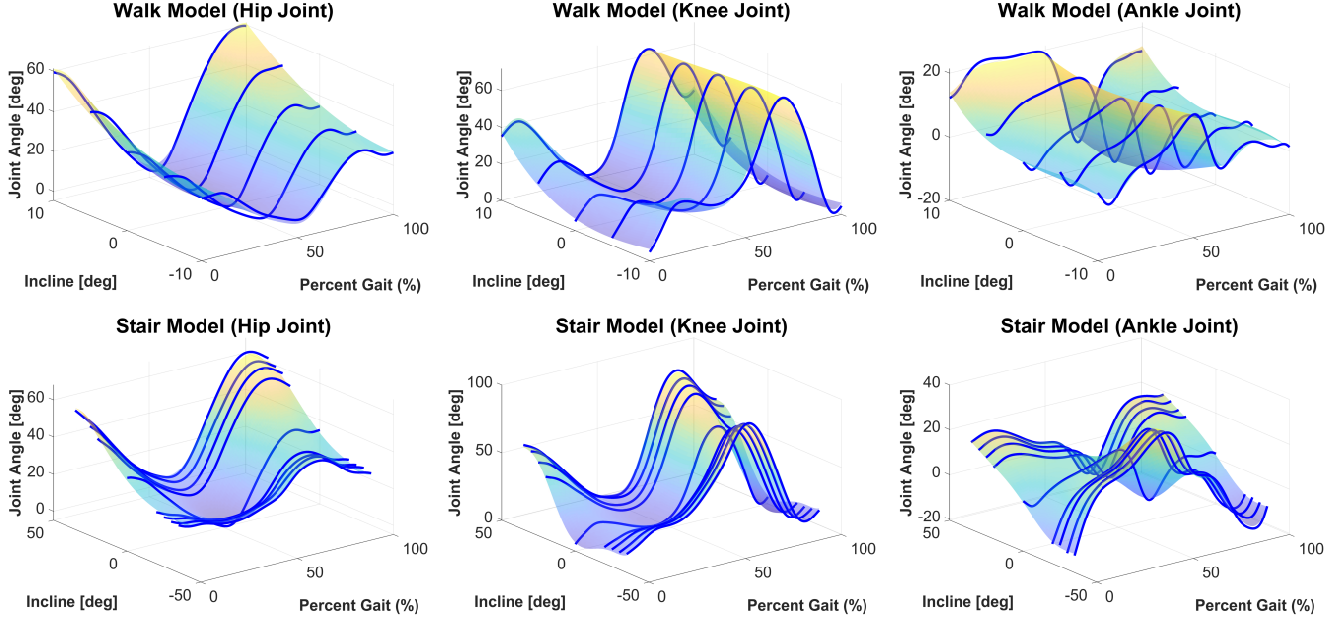 Walk Model (Hip Joint)
Joint Angle [deg]
60
40
20
0
10
0
-10
0
50
100
Incline [deg]
Percent Gait (%)
Walk Model (Knee Joint)
Joint Angle [deg]
60
40
20
0
10
0
-10
0
50
100
Incline [deg]
Percent Gait (%)
Walk Model (Ankle Joint)
Joint Angle [deg]
20
0
-20
10
0
-10
0
50
100
Incline [deg]
Percent Gait (%)
Stair Model (Hip Joint)
Joint Angle [deg]
60
40
20
0
50
0
-50
0
50
100
Incline [deg]
Percent Gait (%)
Stair Model (Knee Joint)
Joint Angle [deg]
100
50
0
50
0
-50
0
50
100
Incline [deg]
Percent Gait (%)
Stair Model (Ankle Joint)
Joint Angle [deg]
40
20
0
-20
50
0
-50
0
50
100
Incline [deg]
Percent Gait (%)